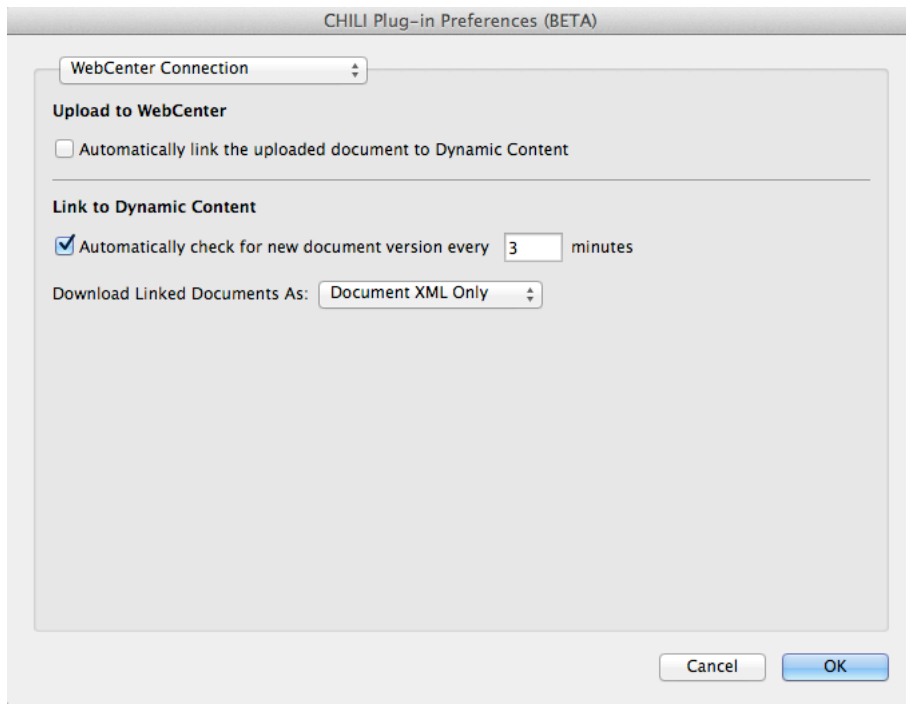 CHILI Plug-in Preferences (BETA)
WebCenter Connection
Upload to WebCenter
Automatically link the uploaded document to Dynamic Content
Link to Dynamic Content
Automatically check for new document version every 3 minutes
Download Linked Documents As: Document XML Only
Cancel OK